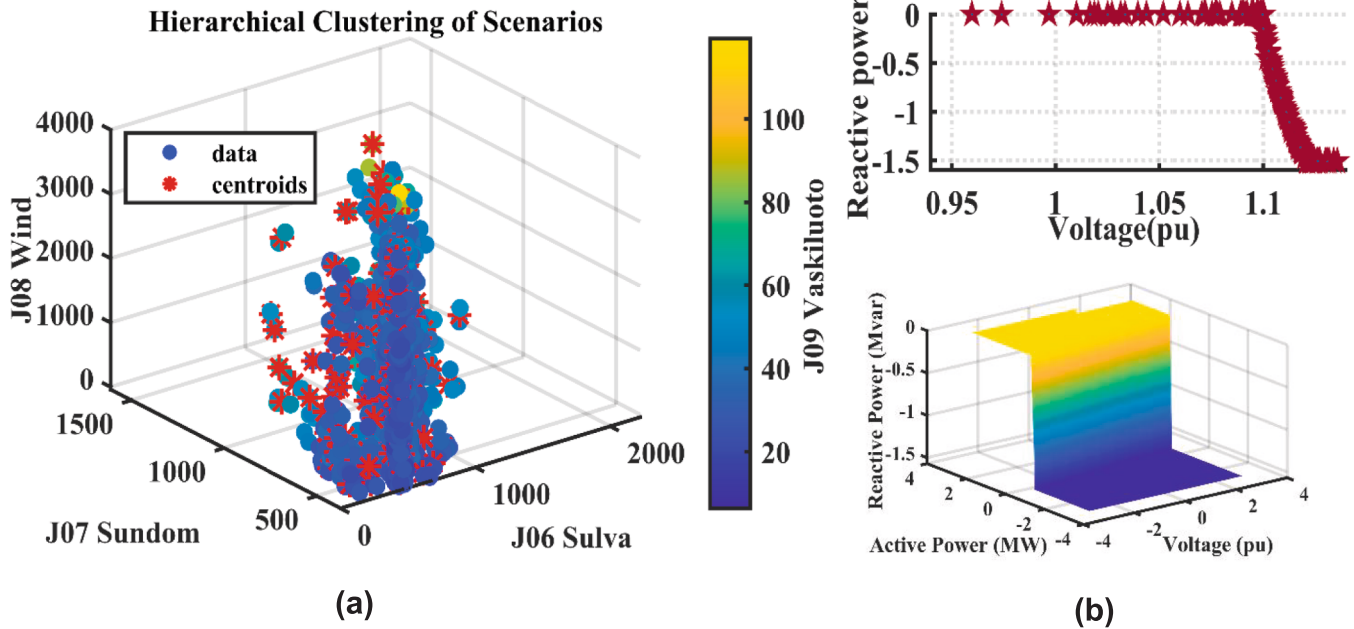 Hierarchical Clustering of Scenarios
4000
3000
2000
1000
0
J08 Wind
data
centroids
1500
1000
500
J07 Sundom
0
1000
2000
J06 Sulva
100
80
60
40
20
J09 Vaskiluoto
(a)
Reactive power
0
-0.5
-1
-1.5
0.95
1
1.05
1.1
Voltage(pu)
Reactive Power (Mvar)
0
-0.5
-1
-1.5
4
2
0
-2
-4
Active Power (MW)
-4
-2
0
2
4
Voltage (pu)
(b)